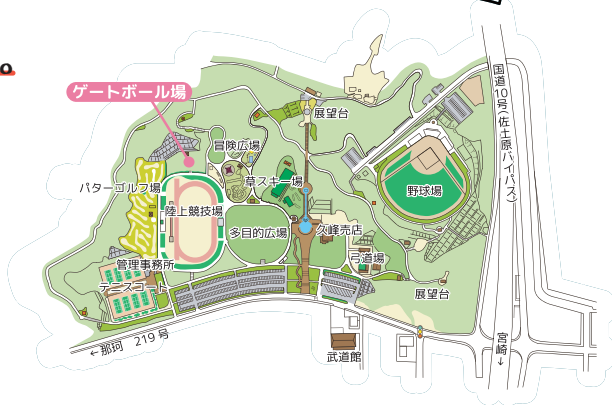 o
ゲートボール場
展望台
国道10号(佐土原バイパス)
冒険広場
草スキー場
パターゴルフ場
野球場
陸上競技場
多目的広場
久峰売店
管理事務所
弓道場
テニスコート
展望台
←那珂 219号
武道館
宮崎→